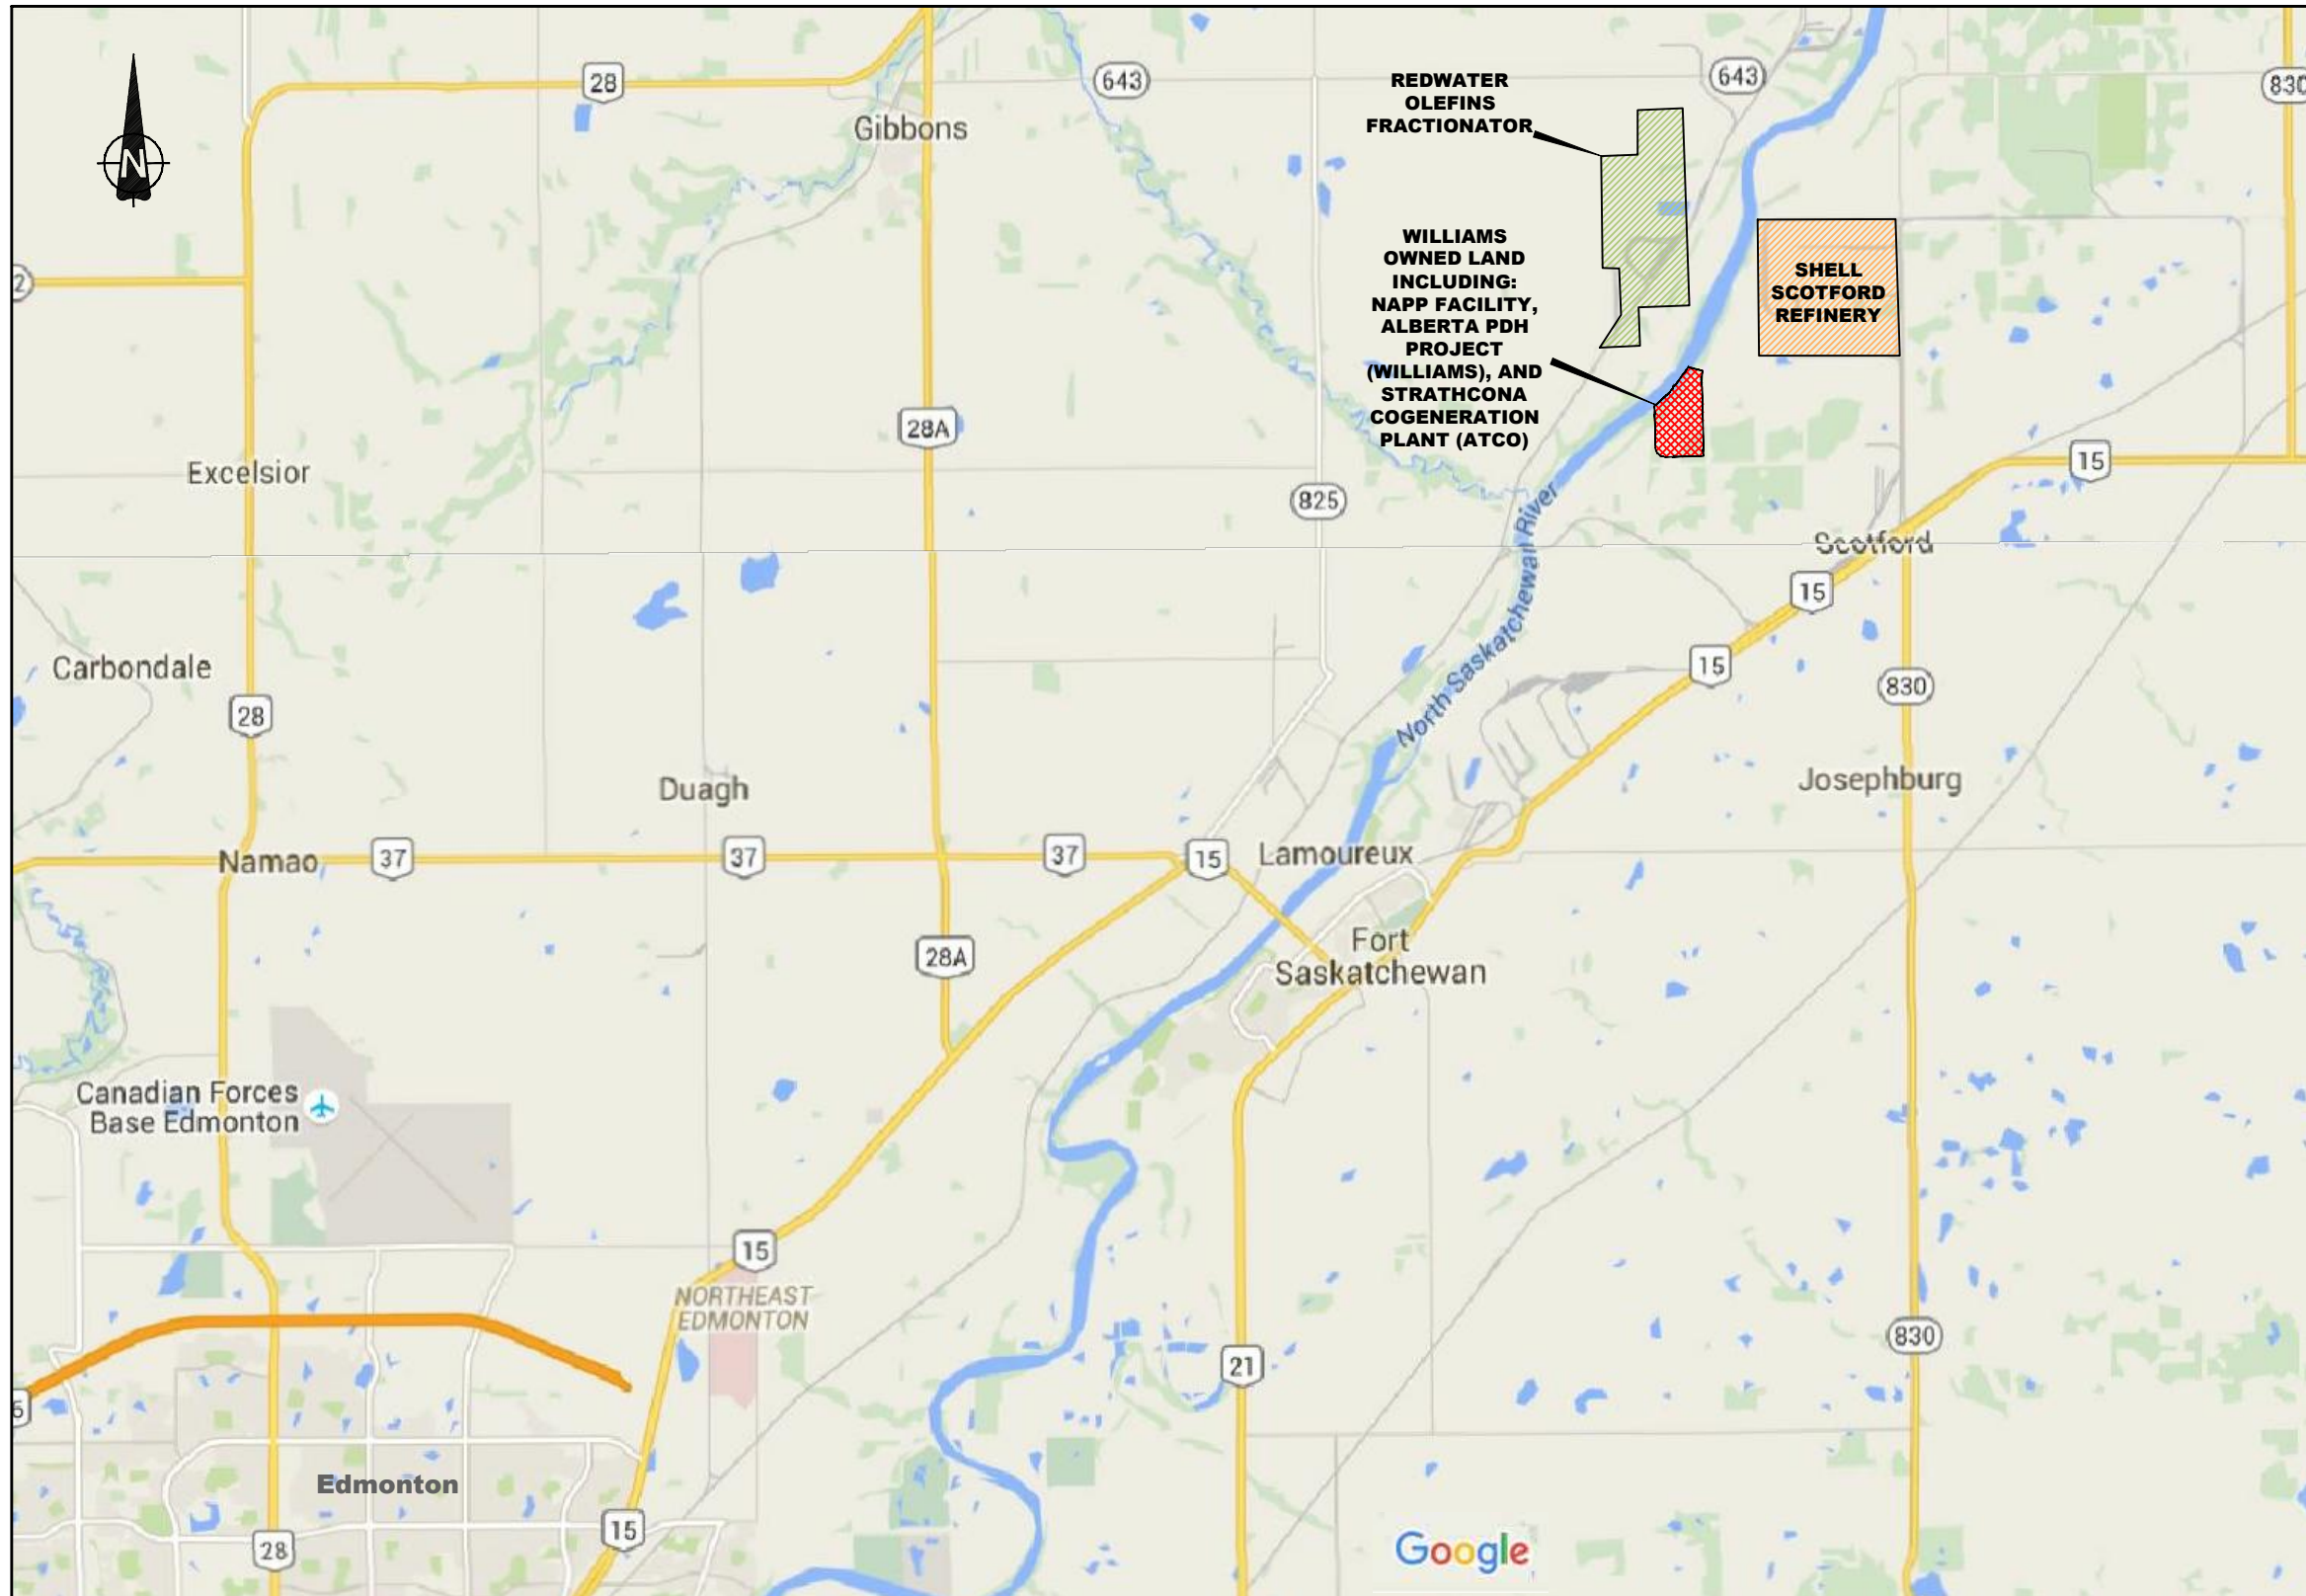 28
643
643
830
N
Gibbons
REDWATER
OLEFINS
FRACTIONATOR
2
WILLIAMS
OWNED LAND
INCLUDING:
NAPP FACILITY,
ALBERTA PDH
PROJECT
(WILLIAMS), AND
STRATHCONA
COGENERATION
PLANT (ATCO)
SHELL
SCOTFORD
REFINERY
28A
Excelsior
825
15
North Saskatchewan River
Scotford
15
15
Carbondale
28
830
Duagh
Josephburg
Namao
37
37
37
15
Lamoureux
28A
Fort
Saskatchewan
Canadian Forces
Base Edmonton
15
NORTHEAST
EDMONTON
21
830
Edmonton
28
15
Google